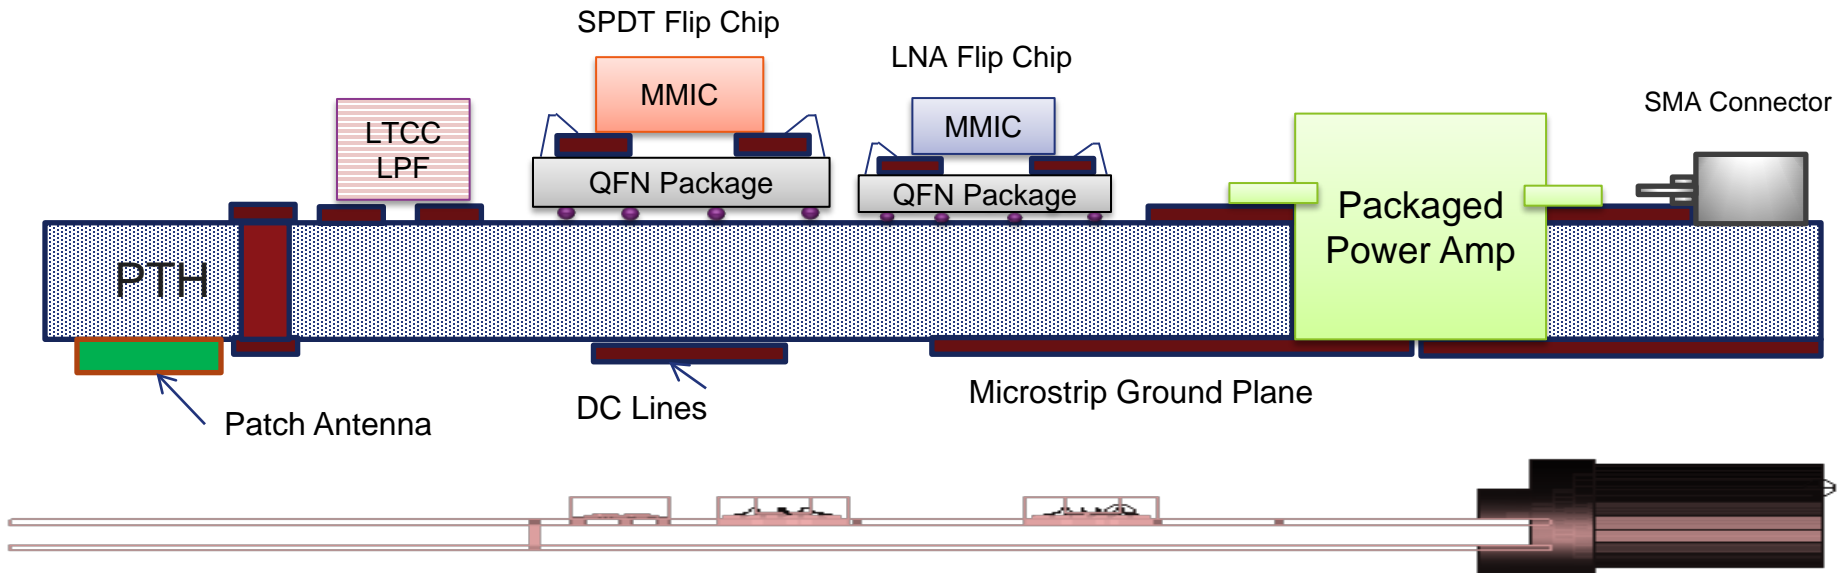 SPDT Flip Chip
LNA Flip Chip
SMA Connector
MMIC
MMIC
LTCC
LPF
QFN Package
QFN Package
Packaged
Power Amp
PTH
Patch Antenna
DC Lines
Microstrip Ground Plane